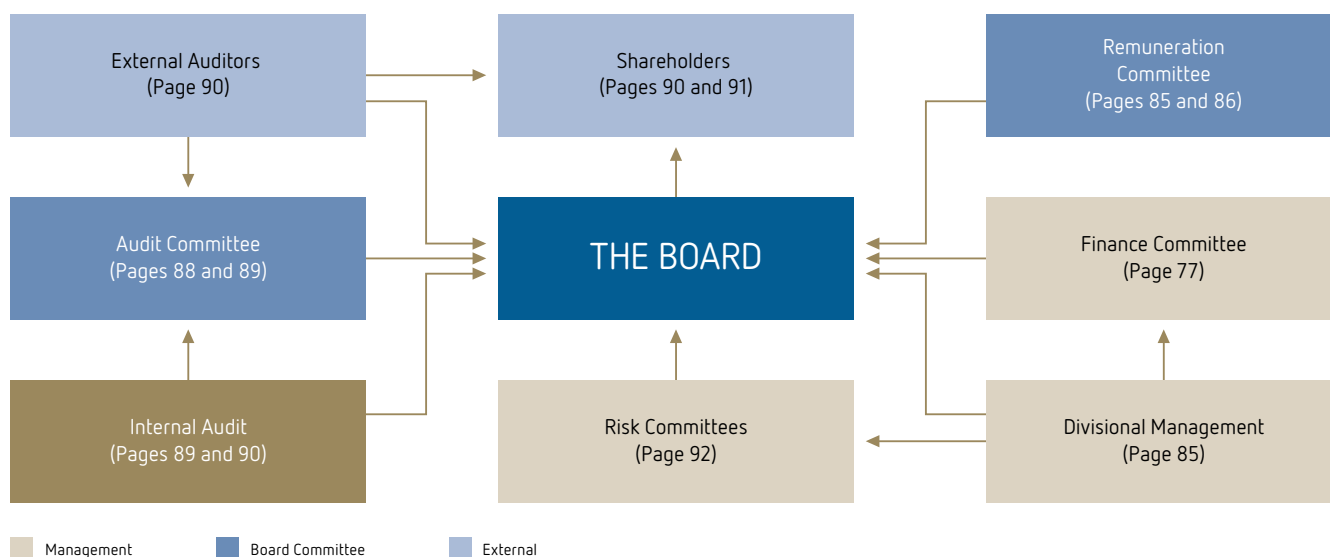 External Auditors
(Page 90)
Shareholders
(Pages 90 and 91)
Remuneration
Committee
(Pages 85 and 86)
Audit Committee
(Pages 88 and 89)
THE BOARD
Finance Committee
(Page 77)
Internal Audit
(Pages 89 and 90)
Risk Committees
(Page 92)
Divisional Management
(Page 85)
Management
Board Committee
External